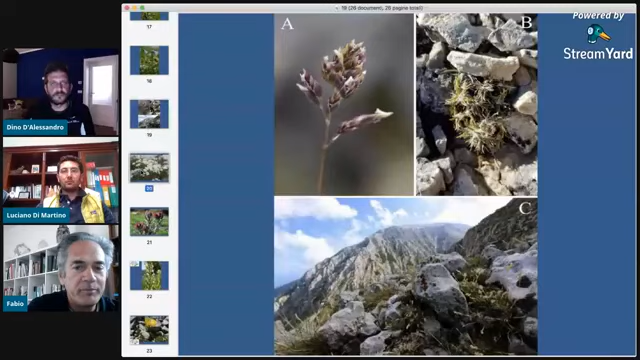 19 (26 documenti, 26 pagine totali)
17
18
19
20
21
22
23
A
B
C
Powered by
StreamYard
Dino D'Alessandro
Luciano Di Martino
Fabio